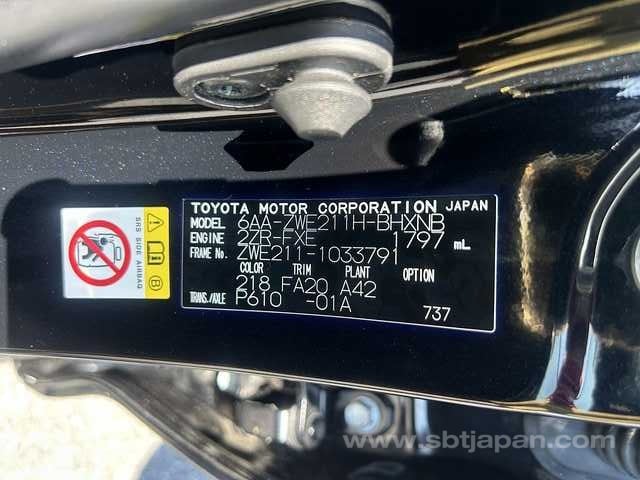 TOYOTA MOTOR CORPORATION JAPAN
MODEL 6AA-ZWE211H-BHXNB
ENGINE 2ZR-FXE 1797 mL
FRAME No. ZWE211-1033791
COLOR TRIM PLANT OPTION
218 FA20 A42
TRANS./AXLE P610 -01A
737
SRS SIDE AIRBAG
B
www.sbtjapan.com